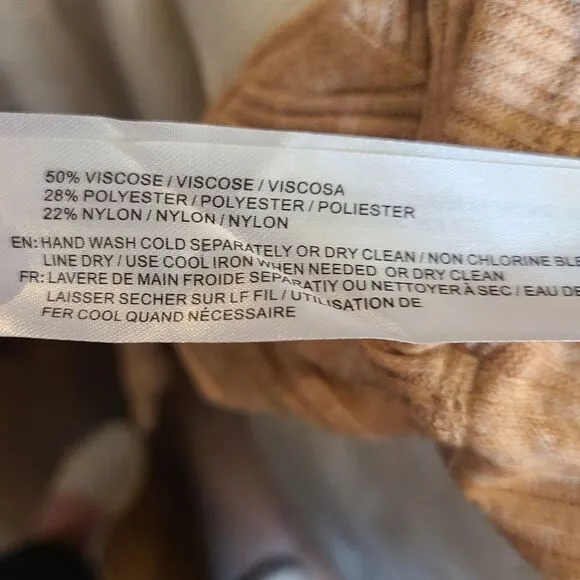 50% VISCOSE / VISCOSE / VISCOSA
28% POLYESTER / POLYESTER / POLIESTER
22% NYLON / NYLON / NYLON
EN: HAND WASH COLD SEPARATELY OR DRY CLEAN / NON CHLORINE BLE
LINE DRY / USE COOL IRON WHEN NEEDED OR DRY CLEAN
FR: LAVERE DE MAIN FROIDE SEPARATIY OU NETTOYER À SEC / EAU DE
LAISSER SECHER SUR LF FIL / UTILISATION DE
FER COOL QUAND NÉCESSAIRE